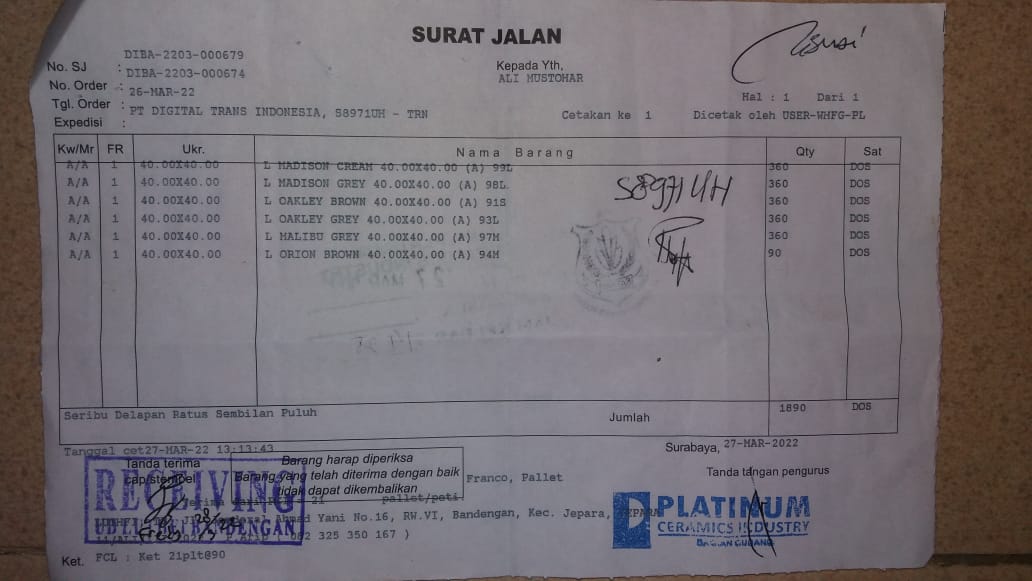 SURAT JALAN
No. SJ : DIBA-2203-000679
No. Order : DIBA-2203-000674
Tgl. Order : 26-MAR-22
Expedisi : PT DIGITAL TRANS INDONESIA, S8971UH - TRN
Kepada Yth,
ALI MUSTOHAR
Hal : 1 Dari 1
Cetakan ke 1 Dicetak oleh USER-WHFG-PL
Kw/Mr FR Ukr. Nama Barang Qty Sat
A/A 1 40.00X40.00 L MADISON CREAM 40.00X40.00 (A) 99L 360 DOS
A/A 1 40.00X40.00 L MADISON GREY 40.00X40.00 (A) 98L 360 DOS
A/A 1 40.00X40.00 L OAKLEY BROWN 40.00X40.00 (A) 91S 360 DOS
A/A 1 40.00X40.00 L OAKLEY GREY 40.00X40.00 (A) 93L 360 DOS
A/A 1 40.00X40.00 L MALIBU GREY 40.00X40.00 (A) 97M 360 DOS
A/A 1 40.00X40.00 L ORION BROWN 40.00X40.00 (A) 94M 90 DOS
S8971UH
Seribu Delapan Ratus Sembilan Puluh Jumlah 1890 DOS
Tanggal cet27-MAR-22 13:13:43
Surabaya, 27-MAR-2022
Tanda terima
cap/stempel
Barang harap diperiksa
Barang yang telah diterima dengan baik
tidak dapat dikembalikan
Franco, Pallet
pallet/peti
Tanda tangan pengurus
RECEIVING
Ahmad Yani No.16, RW.VI, Bandengan, Kec. Jepara,
082 325 350 167 )
PLATINUM
CERAMICS INDUSTRY
BAGIAN GUDANG
Ket. FCL : Ket 21plt@90